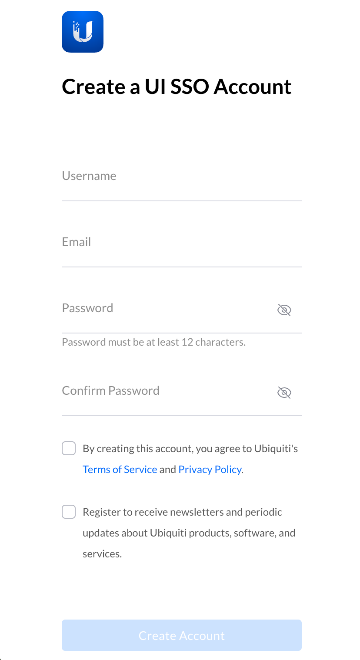 Create a UI SSO Account
Username
Email
Password
Password must be at least 12 characters.
Confirm Password
By creating this account, you agree to Ubiquiti's
Terms of Service and Privacy Policy.
Register to receive newsletters and periodic
updates about Ubiquiti products, software, and
services.
Create Account